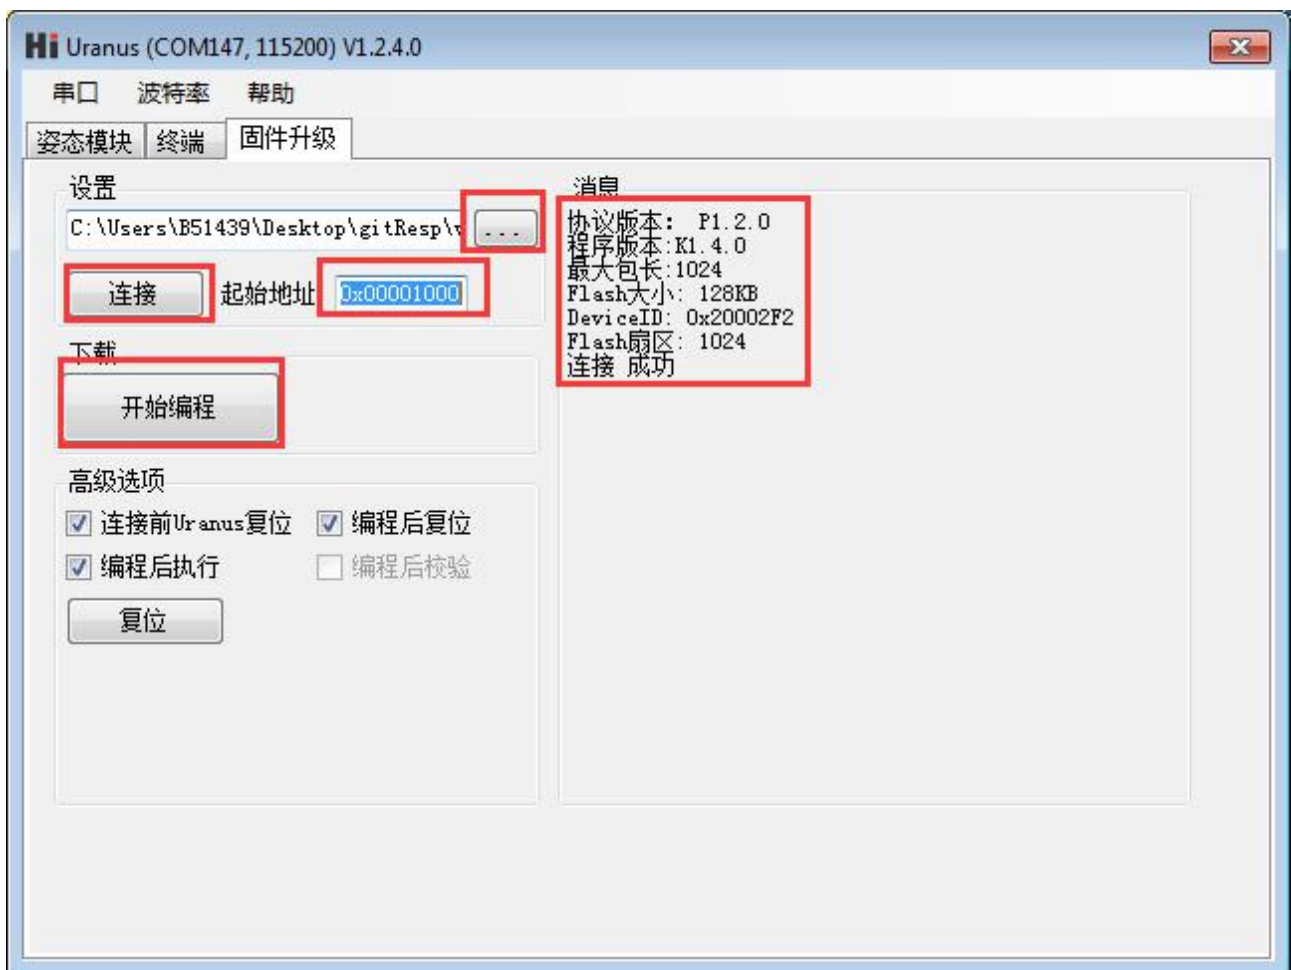 Hi Uranus (COM147, 115200) V1.2.4.0
串口 波特率 帮助
姿态模块 终端 固件升级
设置
C:\Users\B51439\Desktop\gitResp\ ...
连接 起始地址 0x00001000
下载
开始编程
高级选项
连接前Uranus复位 编程后复位
编程后执行 编程后校验
复位
消息
协议版本: P1.2.0
程序版本:K1.4.0
最大包长:1024
Flash大小: 128KB
DeviceID: 0x20002F2
Flash扇区: 1024
连接 成功